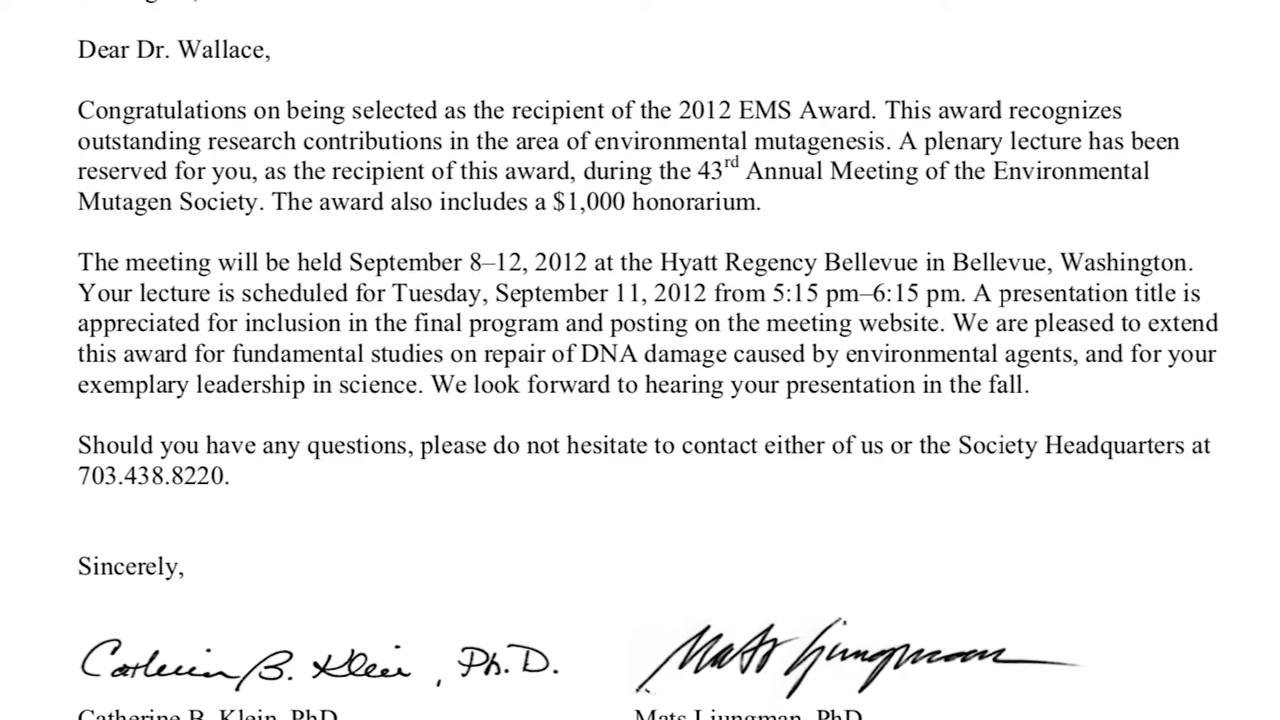 Dear Dr. Wallace,
Congratulations on being selected as the recipient of the 2012 EMS Award. This award recognizes
outstanding research contributions in the area of environmental mutagenesis. A plenary lecture has been
reserved for you, as the recipient of this award, during the 43rd Annual Meeting of the Environmental
Mutagen Society. The award also includes a $1,000 honorarium.
The meeting will be held September 8–12, 2012 at the Hyatt Regency Bellevue in Bellevue, Washington.
Your lecture is scheduled for Tuesday, September 11, 2012 from 5:15 pm–6:15 pm. A presentation title is
appreciated for inclusion in the final program and posting on the meeting website. We are pleased to extend
this award for fundamental studies on repair of DNA damage caused by environmental agents, and for your
exemplary leadership in science. We look forward to hearing your presentation in the fall.
Should you have any questions, please do not hesitate to contact either of us or the Society Headquarters at
703.438.8220.
Sincerely,
Catherine B. Klein, Ph.D. Mats Ljungman
Catherine B. Klein, PhD Mats Ljungman, PhD